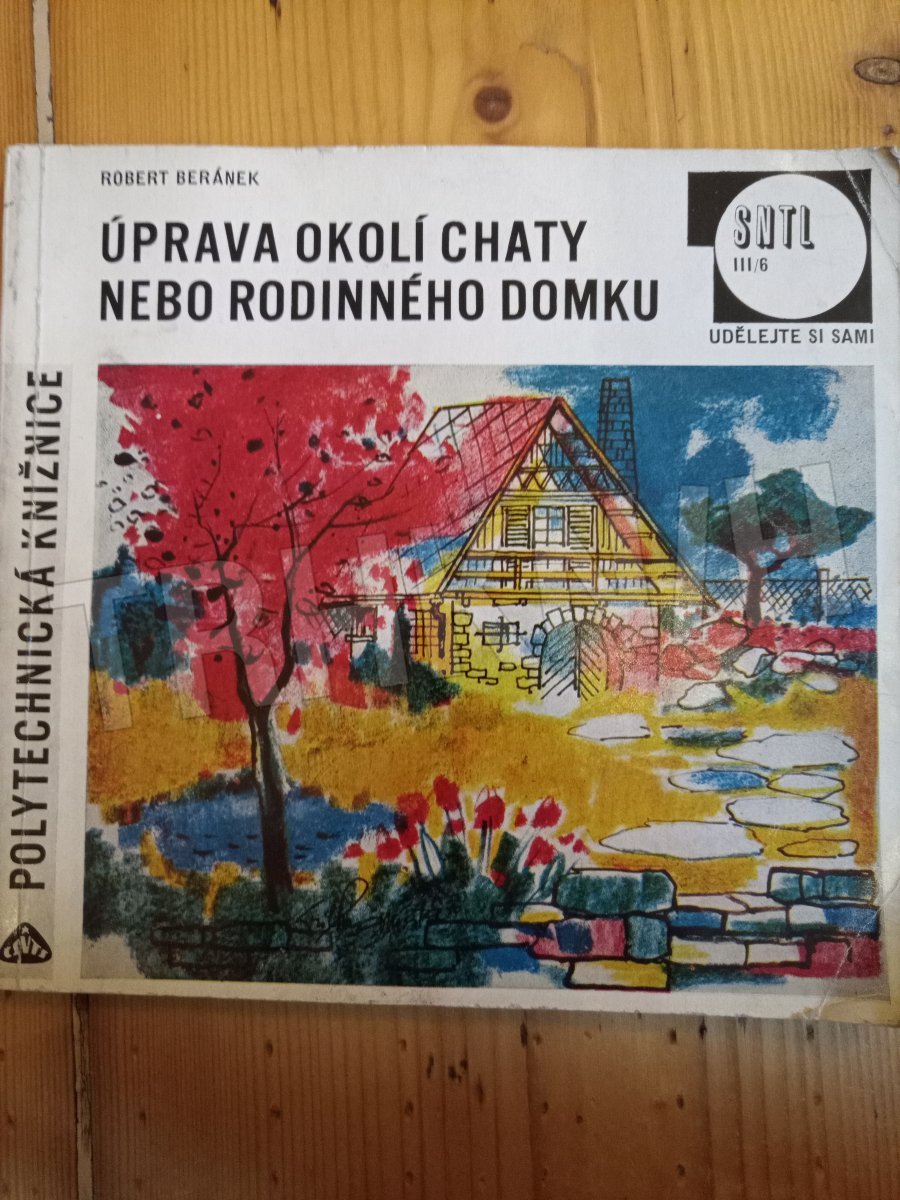 ROBERT BERÁNEK
ÚPRAVA OKOLÍ CHATY
NEBO RODINNÉHO DOMKU
SNTL
III/6
UDĚLEJTE SI SAMI
POLYTECHNICKÁ KNIŽNICE